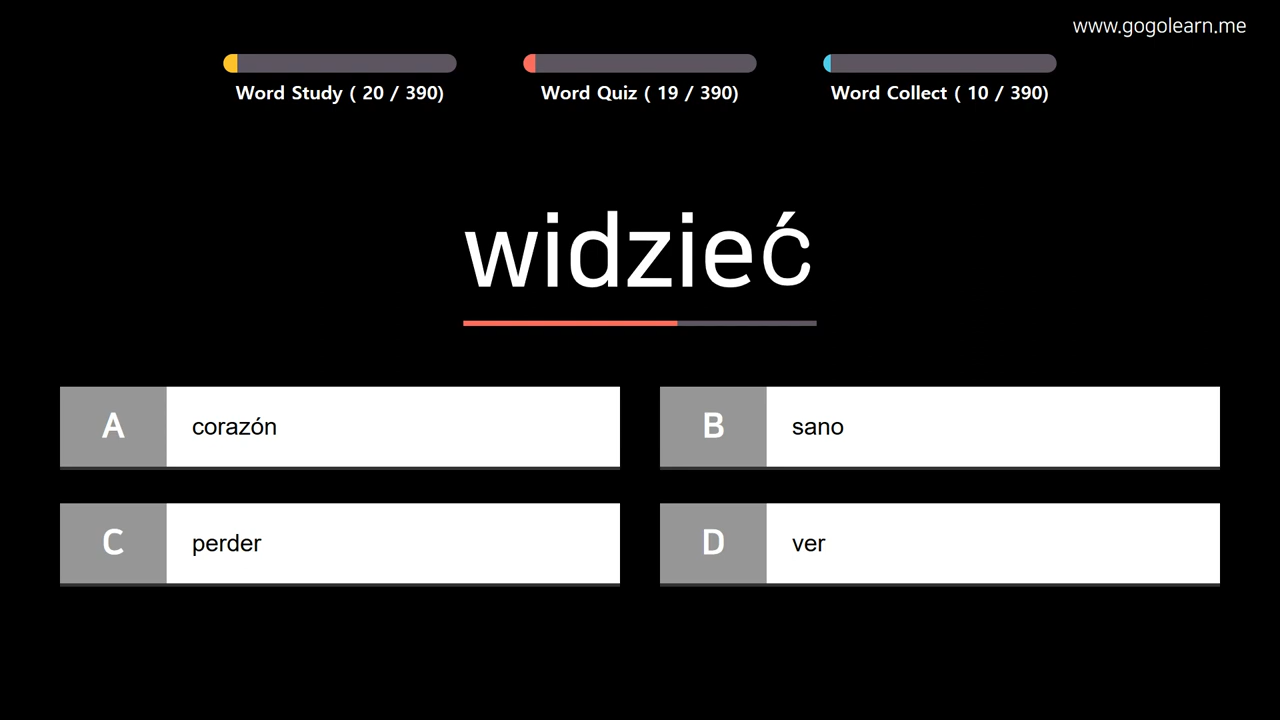 www.gogolearn.me
Word Study ( 20 / 390)
Word Quiz ( 19 / 390)
Word Collect ( 10 / 390)
widzieć
A corazón
B sano
C perder
D ver